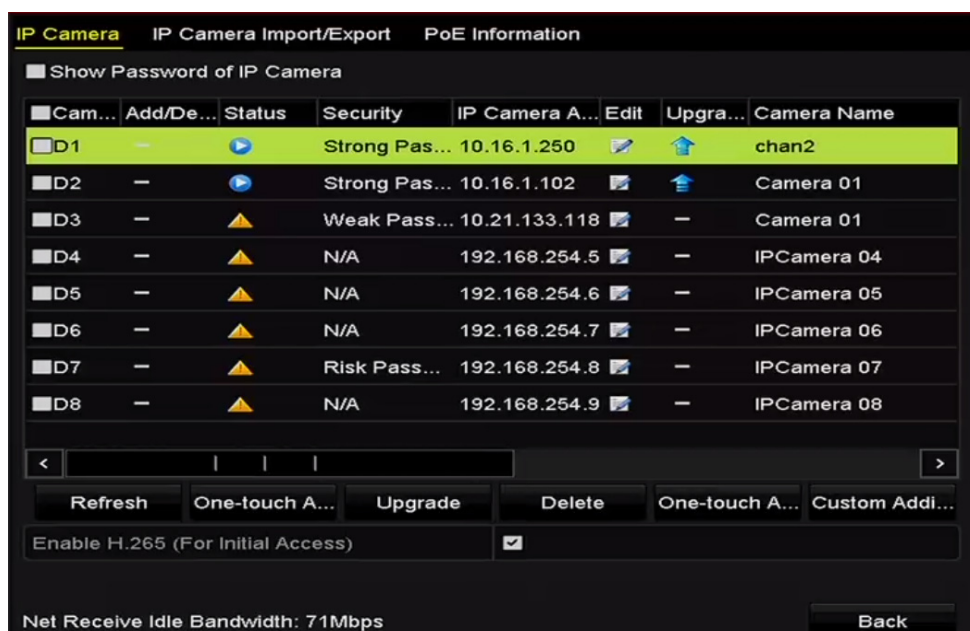 IP Camera IP Camera Import/Export PoE Information
Show Password of IP Camera
Cam... Add/De... Status Security IP Camera A... Edit Upgra... Camera Name
D1 – Strong Pas... 10.16.1.250 chan2
D2 – Strong Pas... 10.16.1.102 Camera 01
D3 – Weak Pass... 10.21.133.118 – Camera 01
D4 – N/A 192.168.254.5 – IPCamera 04
D5 – N/A 192.168.254.6 – IPCamera 05
D6 – N/A 192.168.254.7 – IPCamera 06
D7 – Risk Pass... 192.168.254.8 – IPCamera 07
D8 – N/A 192.168.254.9 – IPCamera 08
< >
Refresh One-touch A... Upgrade Delete One-touch A... Custom Addi...
Enable H.265 (For Initial Access)
Net Receive Idle Bandwidth: 71Mbps Back